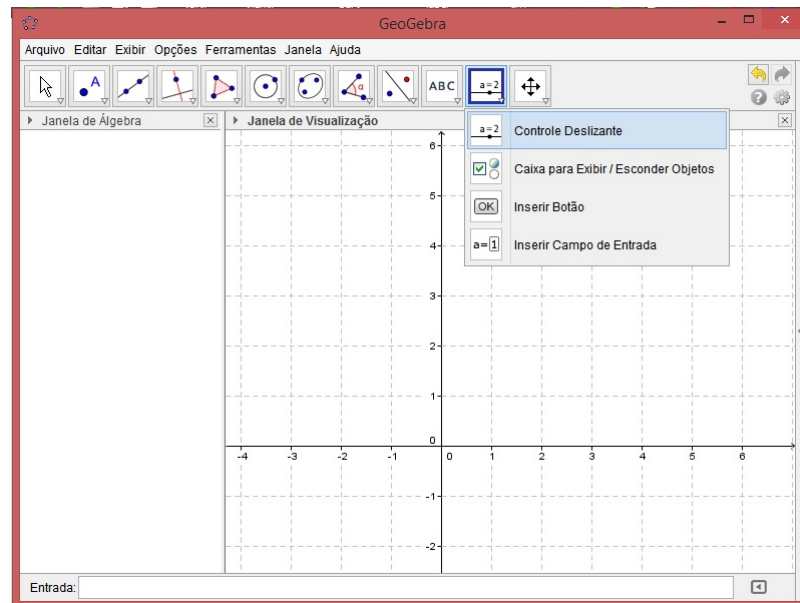 GeoGebra
Arquivo Editar Exibir Opções Ferramentas Janela Ajuda
A
α
ABC
a=2
Janela de Álgebra
Janela de Visualização
a=2 Controle Deslizante
Caixa para Exibir / Esconder Objetos
OK Inserir Botão
a=1 Inserir Campo de Entrada
6
5
4
3
2
1
0
-4 -3 -2 -1 0 1 2 3 4 5 6
-1
-2
Entrada: